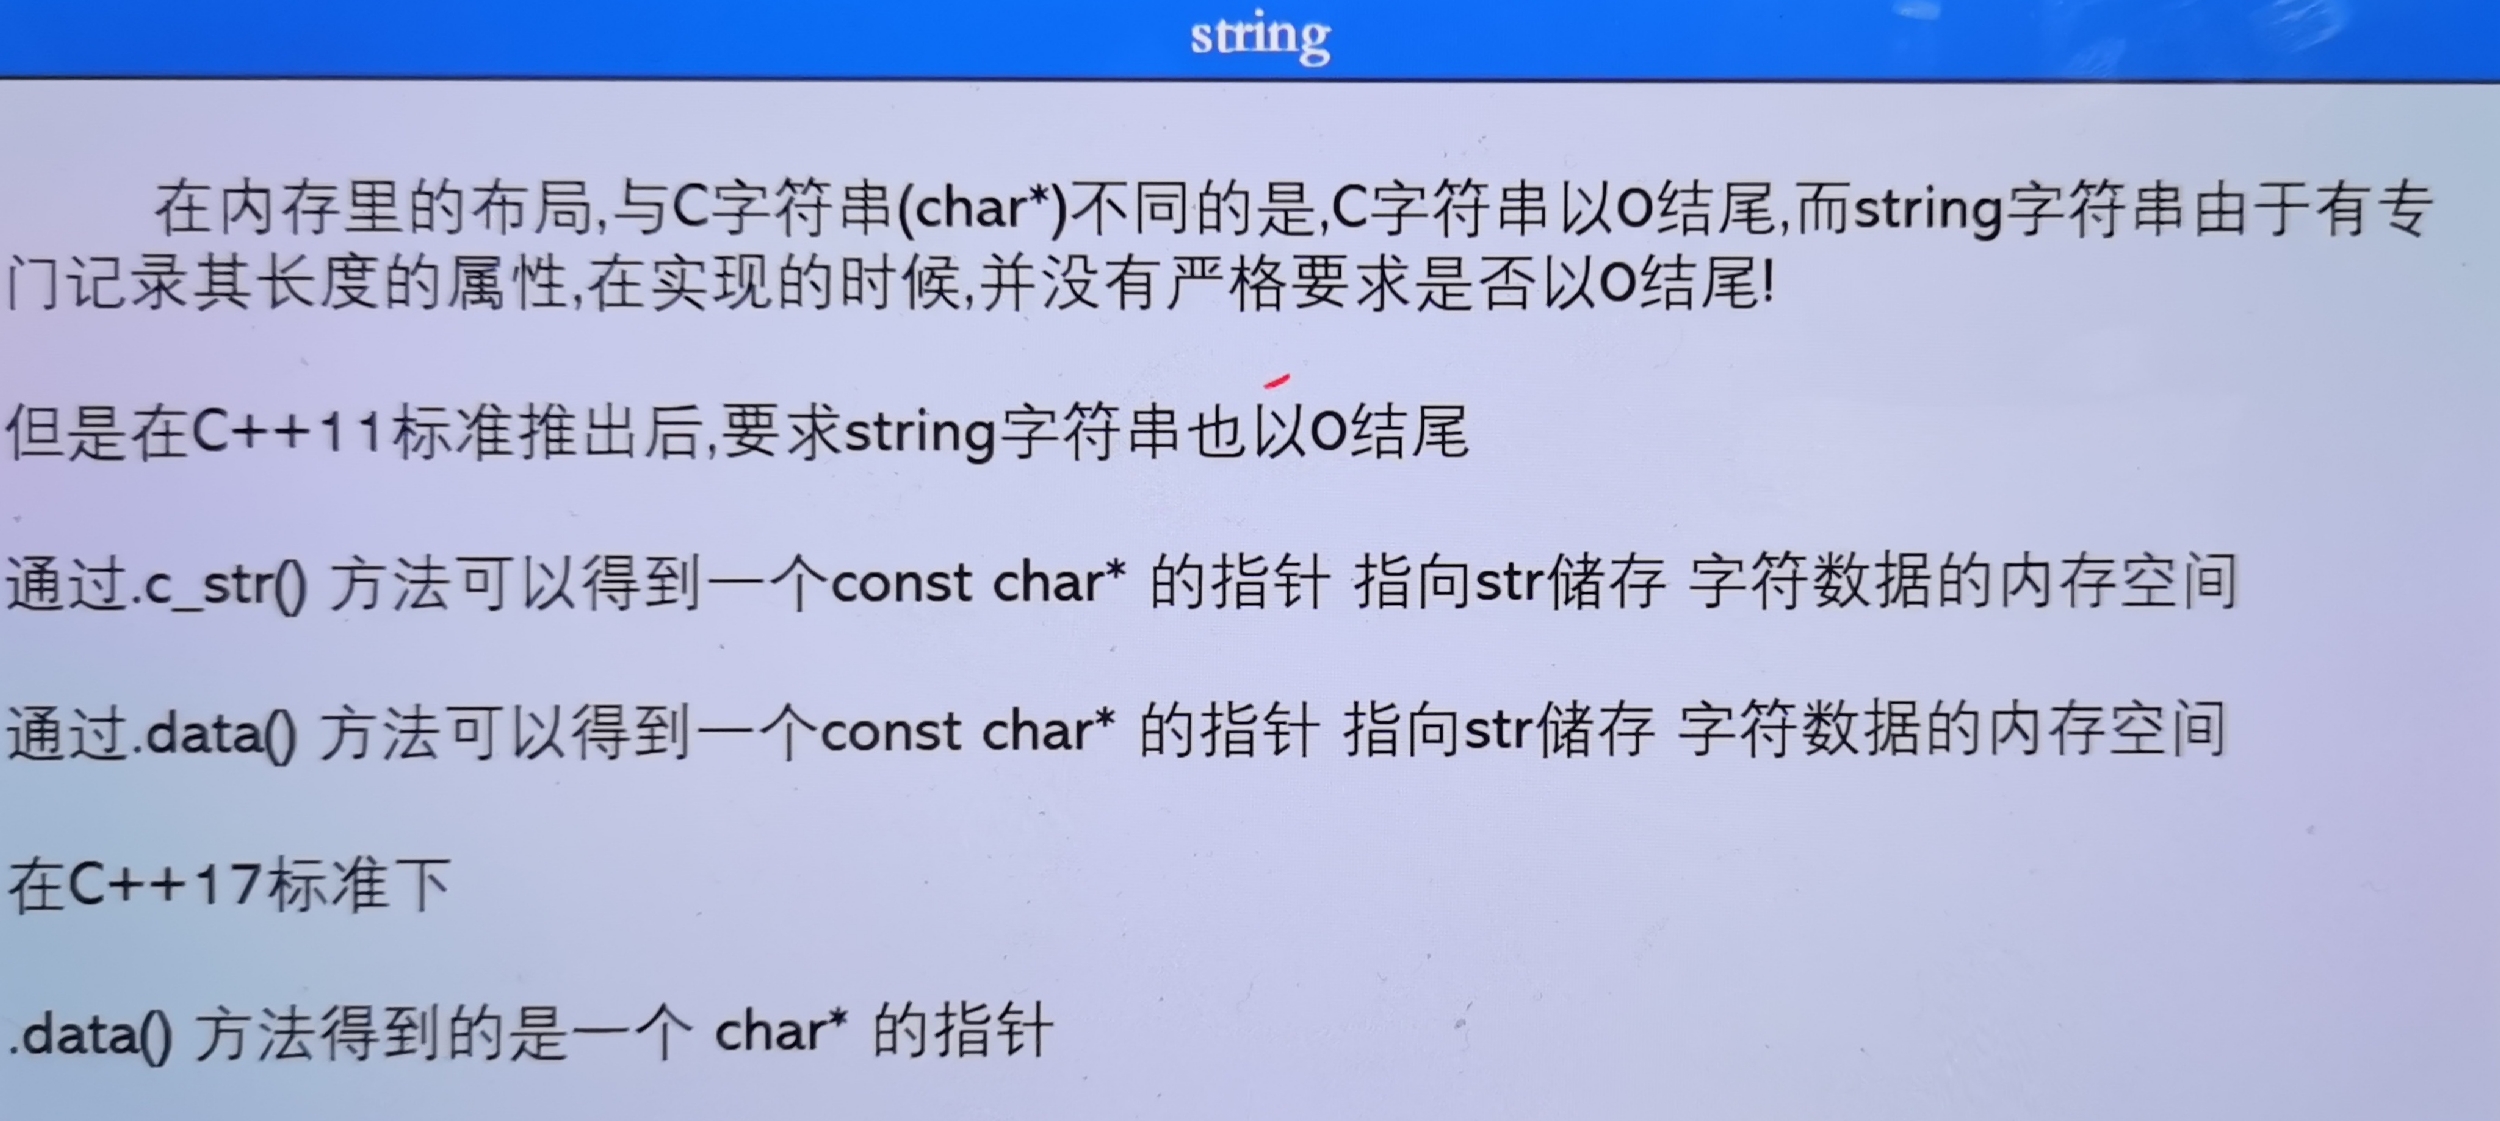 string
在内存里的布局,与C字符串(char*)不同的是,C字符串以0结尾,而string字符串由于有专
门记录其长度的属性,在实现的时候,并没有严格要求是否以0结尾!
但是在C++11标准推出后,要求string字符串也以0结尾
通过.c_str() 方法可以得到一个const char* 的指针 指向str储存 字符数据的内存空间
通过.data() 方法可以得到一个const char* 的指针 指向str储存 字符数据的内存空间
在C++17标准下
.data() 方法得到的是一个 char* 的指针